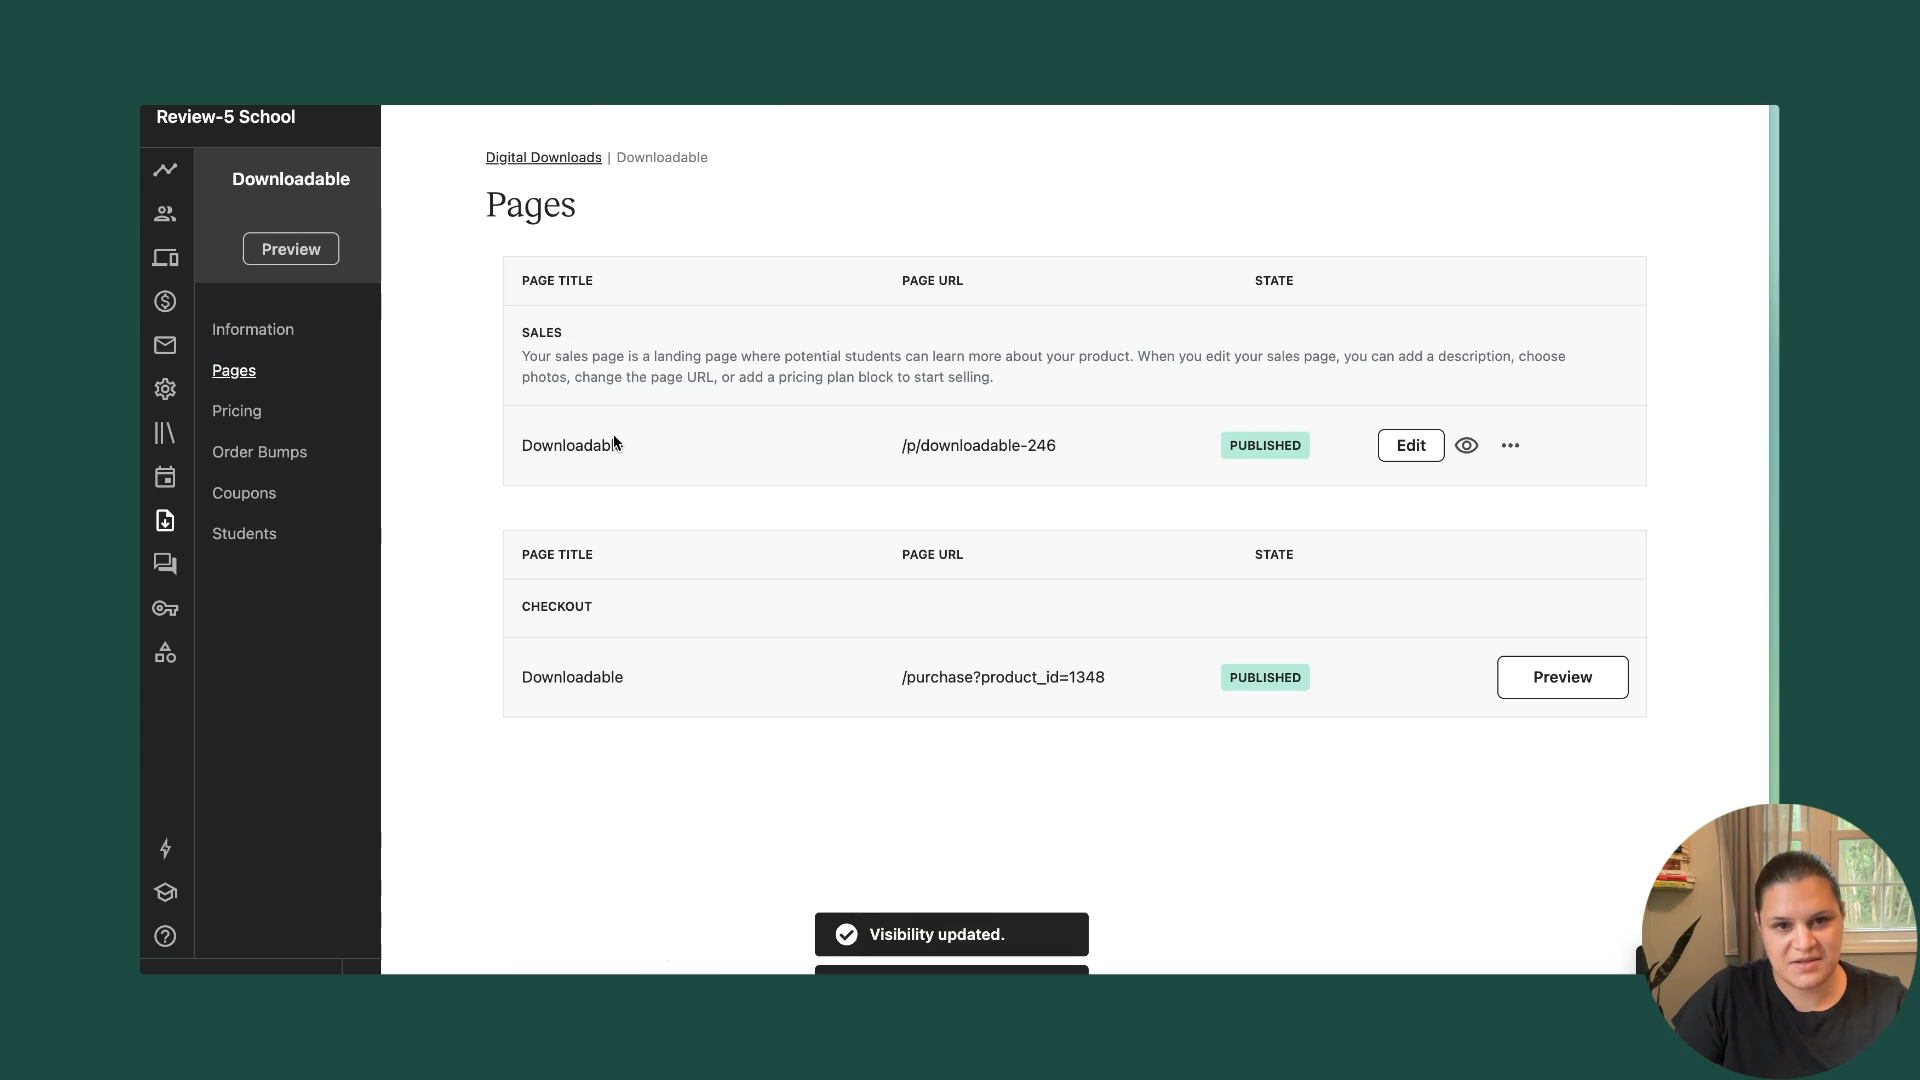 Review-5 School
Downloadable
Preview
Information
Pages
Pricing
Order Bumps
Coupons
Students
Digital Downloads | Downloadable
Pages
PAGE TITLE PAGE URL STATE
SALES
Your sales page is a landing page where potential students can learn more about your product. When you edit your sales page, you can add a description, choose
photos, change the page URL, or add a pricing plan block to start selling.
Downloadable /p/downloadable-246 PUBLISHED Edit
PAGE TITLE PAGE URL STATE
CHECKOUT
Downloadable /purchase?product_id=1348 PUBLISHED Preview
Visibility updated.